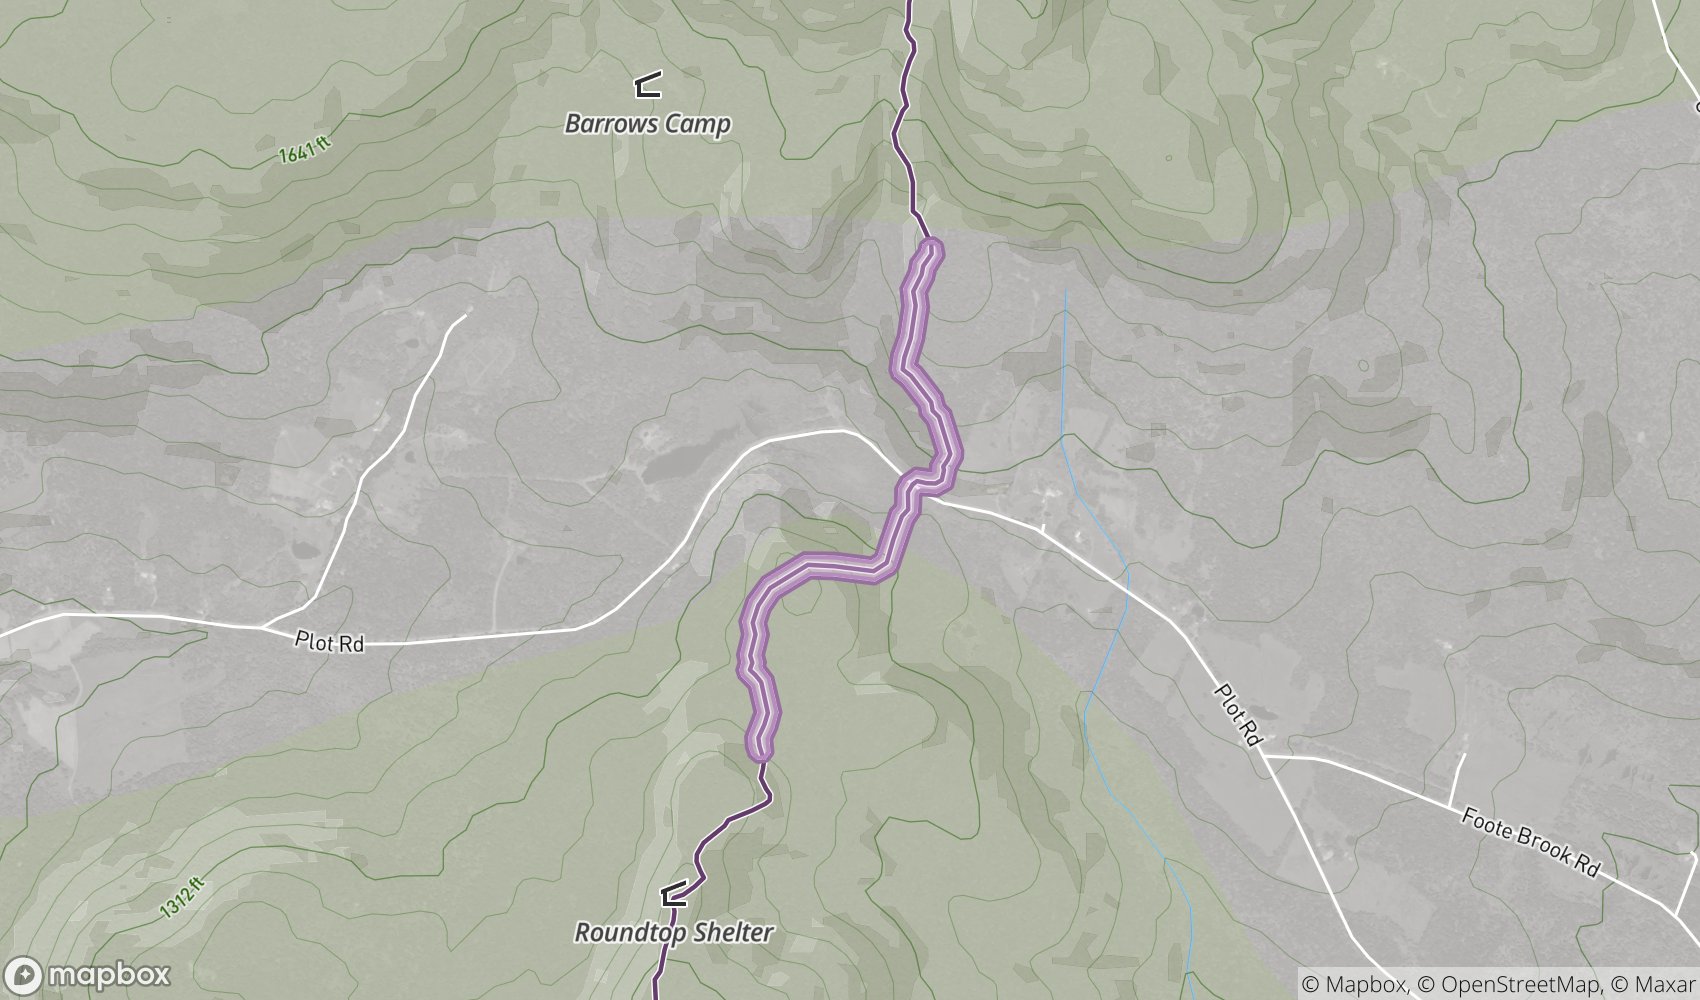 Barrows Camp
1641 ft
Plot Rd
Plot Rd
Foote Brook Rd
1312 ft
Roundtop Shelter
mapbox
© Mapbox, © OpenStreetMap, © Maxar